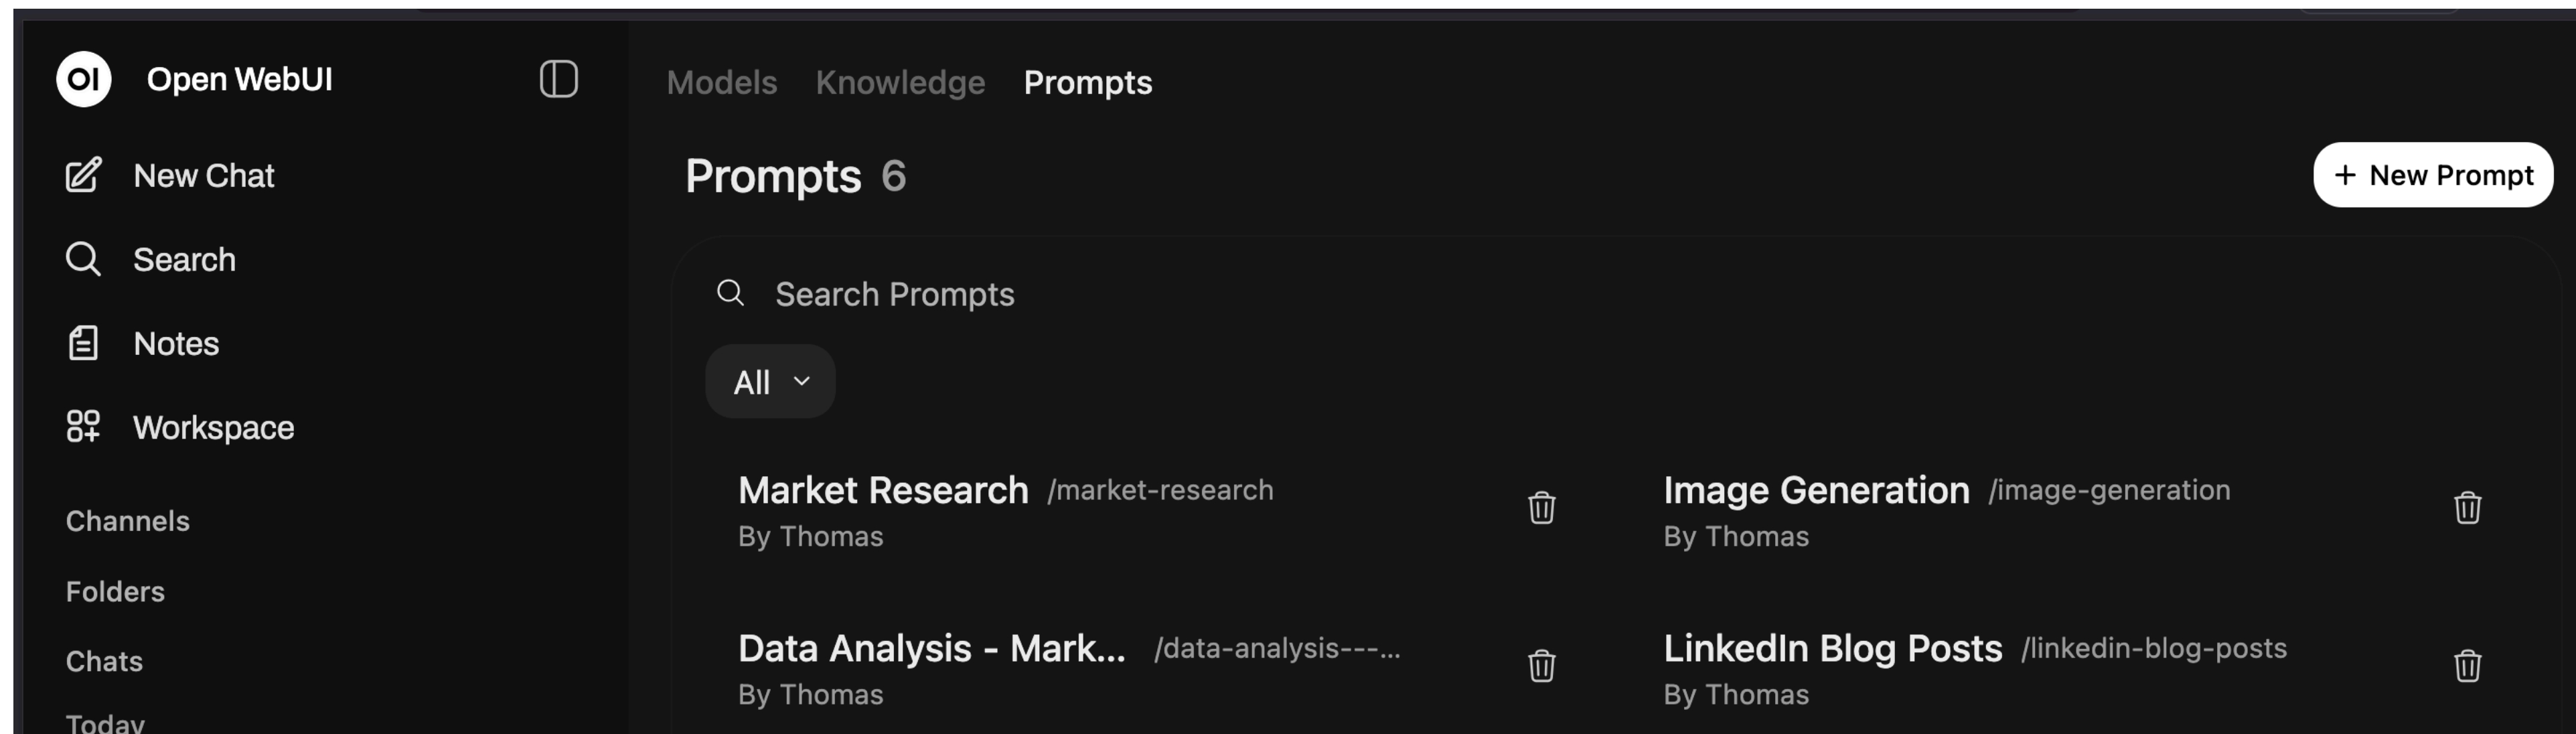 OI Open WebUI
New Chat
Search
Notes
Workspace
Channels
Folders
Chats
Today
Models Knowledge Prompts
Prompts 6
+ New Prompt
Search Prompts
All
Market Research /market-research
By Thomas
Image Generation /image-generation
By Thomas
Data Analysis - Mark... /data-analysis---...
By Thomas
LinkedIn Blog Posts /linkedin-blog-posts
By Thomas